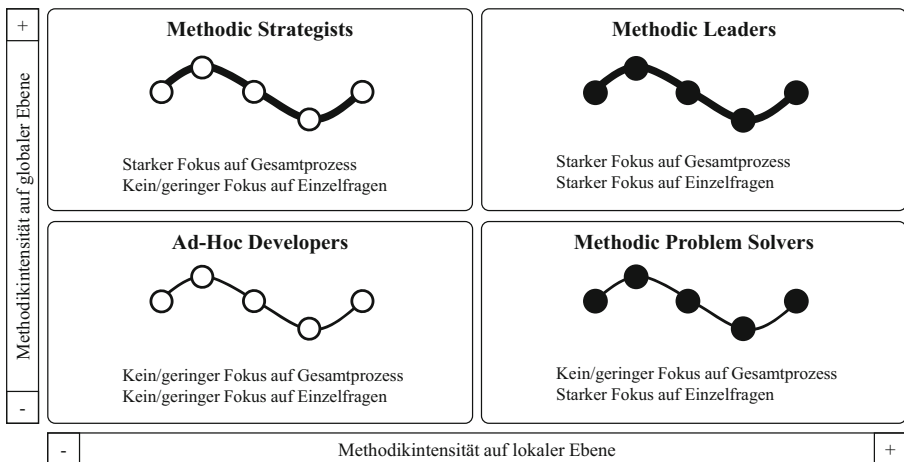 +
Methodikintensität auf globaler Ebene
-
Methodic Strategists
Starker Fokus auf Gesamtprozess
Kein/geringer Fokus auf Einzelfragen
Methodic Leaders
Starker Fokus auf Gesamtprozess
Starker Fokus auf Einzelfragen
Ad-Hoc Developers
Kein/geringer Fokus auf Gesamtprozess
Kein/geringer Fokus auf Einzelfragen
Methodic Problem Solvers
Kein/geringer Fokus auf Gesamtprozess
Starker Fokus auf Einzelfragen
-
Methodikintensität auf lokaler Ebene
+